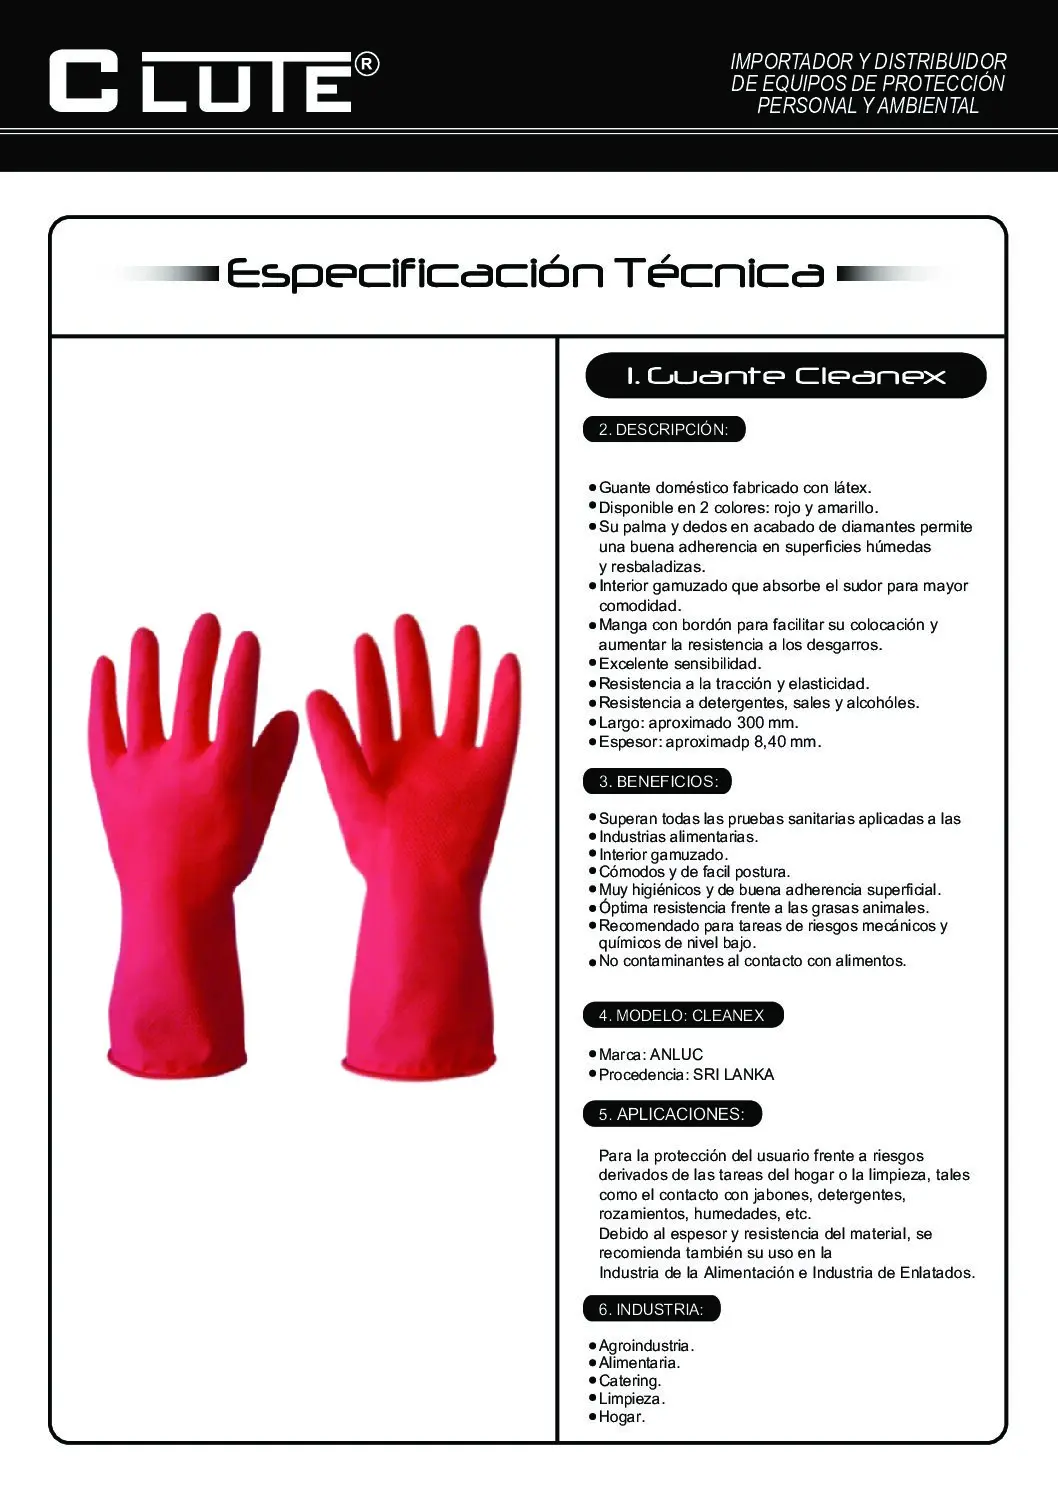 CLUTE®
IMPORTADOR Y DISTRIBUIDOR
DE EQUIPOS DE PROTECCIÓN
PERSONAL Y AMBIENTAL
Especificación Técnica
1. Guante Cleanex
2. DESCRIPCIÓN:
●Guante doméstico fabricado con látex.
●Disponible en 2 colores: rojo y amarillo.
●Su palma y dedos en acabado de diamantes permite
una buena adherencia en superficies húmedas
y resbaladizas.
●Interior gamuzado que absorbe el sudor para mayor
comodidad.
●Manga con bordón para facilitar su colocación y
aumentar la resistencia a los desgarros.
●Excelente sensibilidad.
●Resistencia a la tracción y elasticidad.
●Resistencia a detergentes, sales y alcohóles.
●Largo: aproximado 300 mm.
●Espesor: aproximadp 8,40 mm.
3. BENEFICIOS:
●Superan todas las pruebas sanitarias aplicadas a las
●Industrias alimentarias.
●Interior gamuzado.
●Cómodos y de facil postura.
●Muy higiénicos y de buena adherencia superficial.
●Óptima resistencia frente a las grasas animales.
●Recomendado para tareas de riesgos mecánicos y
químicos de nivel bajo.
●No contaminantes al contacto con alimentos.
4. MODELO: CLEANEX
●Marca: ANLUC
●Procedencia: SRI LANKA
5. APLICACIONES:
Para la protección del usuario frente a riesgos
derivados de las tareas del hogar o la limpieza, tales
como el contacto con jabones, detergentes,
rozamientos, humedades, etc.
Debido al espesor y resistencia del material, se
recomienda también su uso en la
Industria de la Alimentación e Industria de Enlatados.
6. INDUSTRIA:
●Agroindustria.
●Alimentaria.
●Catering.
●Limpieza.
●Hogar.